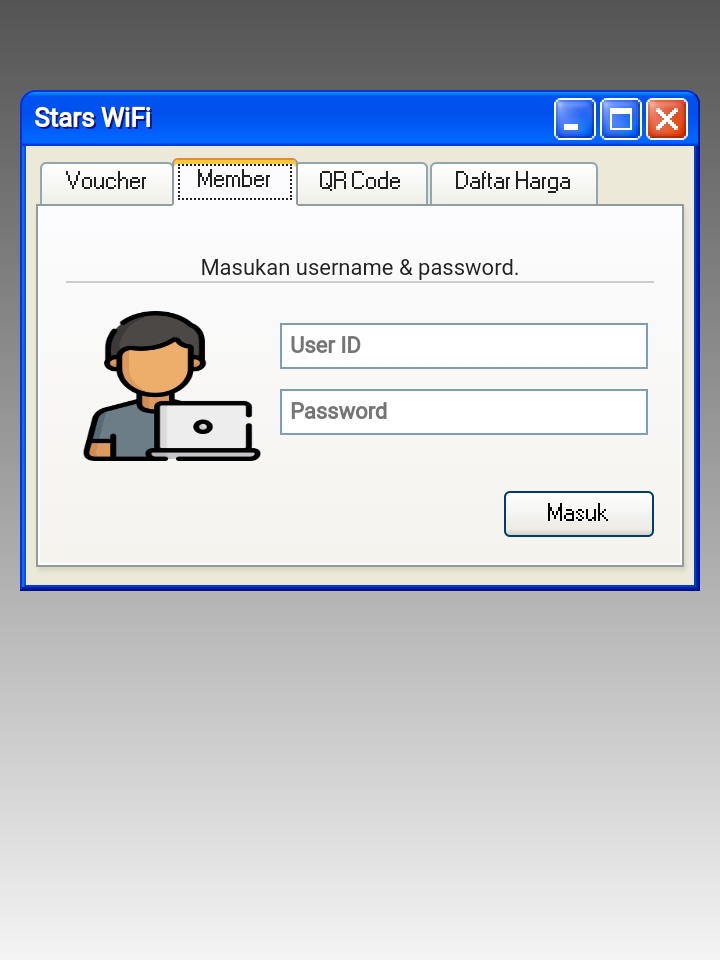 Stars WiFi
Voucher Member QR Code Daftar Harga
Masukan username & password.
User ID
Password
Masuk